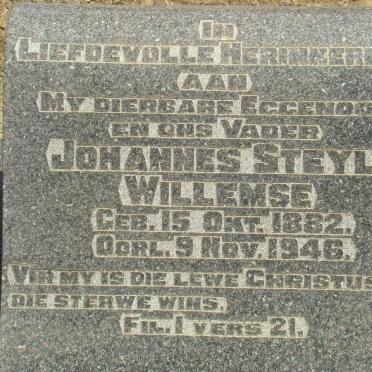 IN
LIEFDEVOLLE HERINNER
AAN
MY DIERBARE EGGENOO
EN ONS VADER
JOHANNES STEYL
WILLEMSE
GEB. 15 OKT. 1882.
OORL. 9 NOV. 1946.
VIR MY IS DIE LEWE CHRISTUS
DIE STERWE WINS.
FIL. 1 VERS 21.